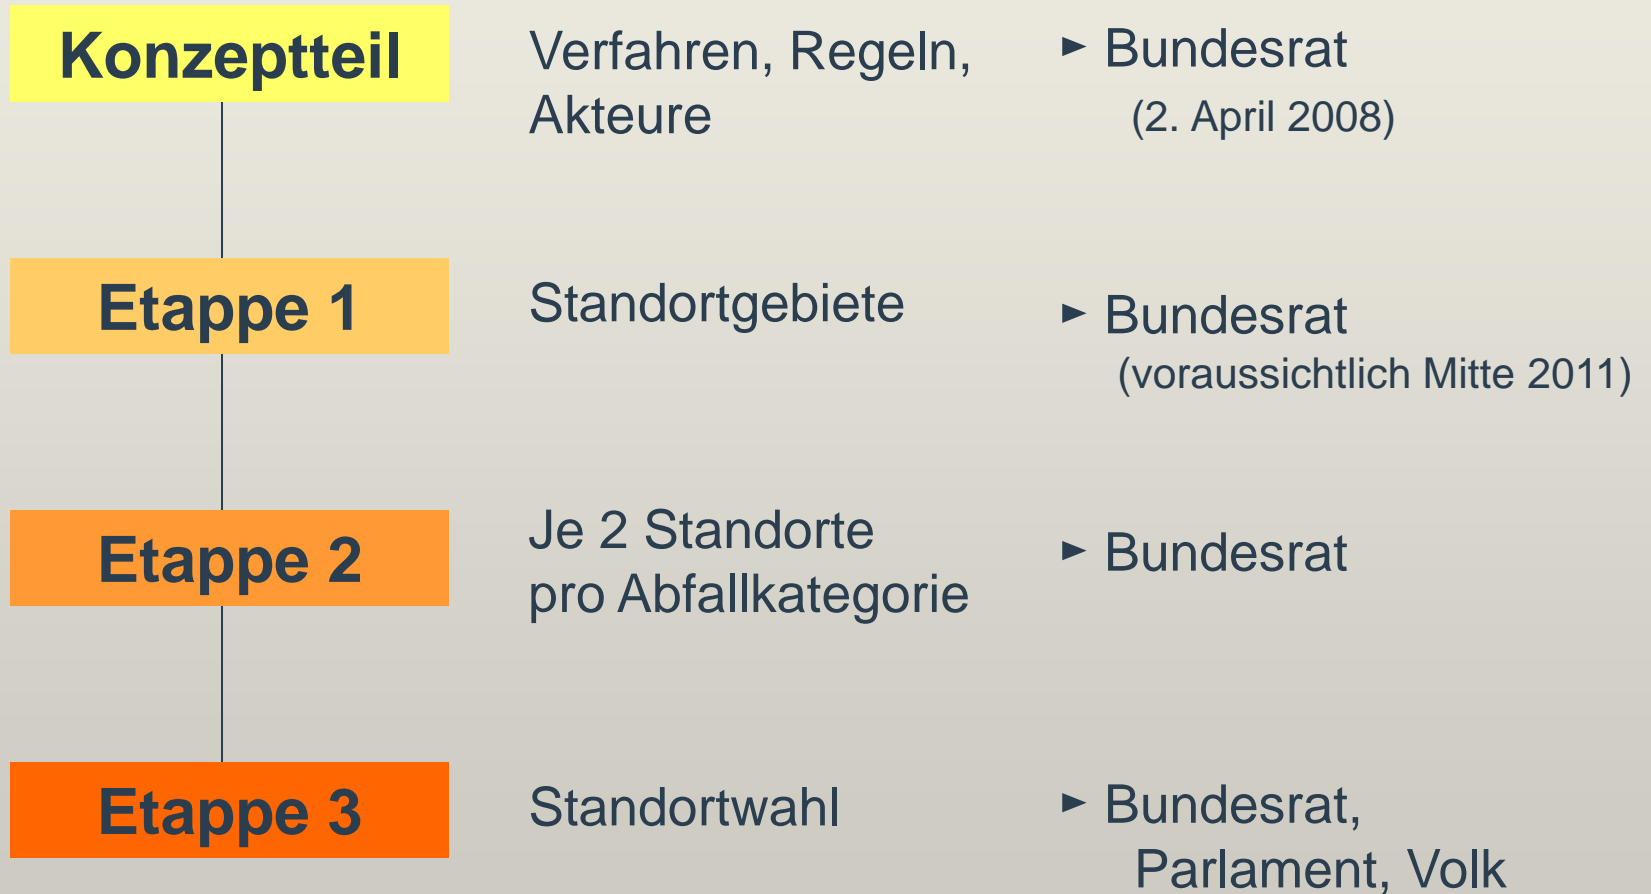 Konzeptteil
Verfahren, Regeln,
Akteure
► Bundesrat
(2. April 2008)
Etappe 1
Standortgebiete
► Bundesrat
(voraussichtlich Mitte 2011)
Etappe 2
Je 2 Standorte
pro Abfallkategorie
► Bundesrat
Etappe 3
Standortwahl
► Bundesrat,
Parlament, Volk